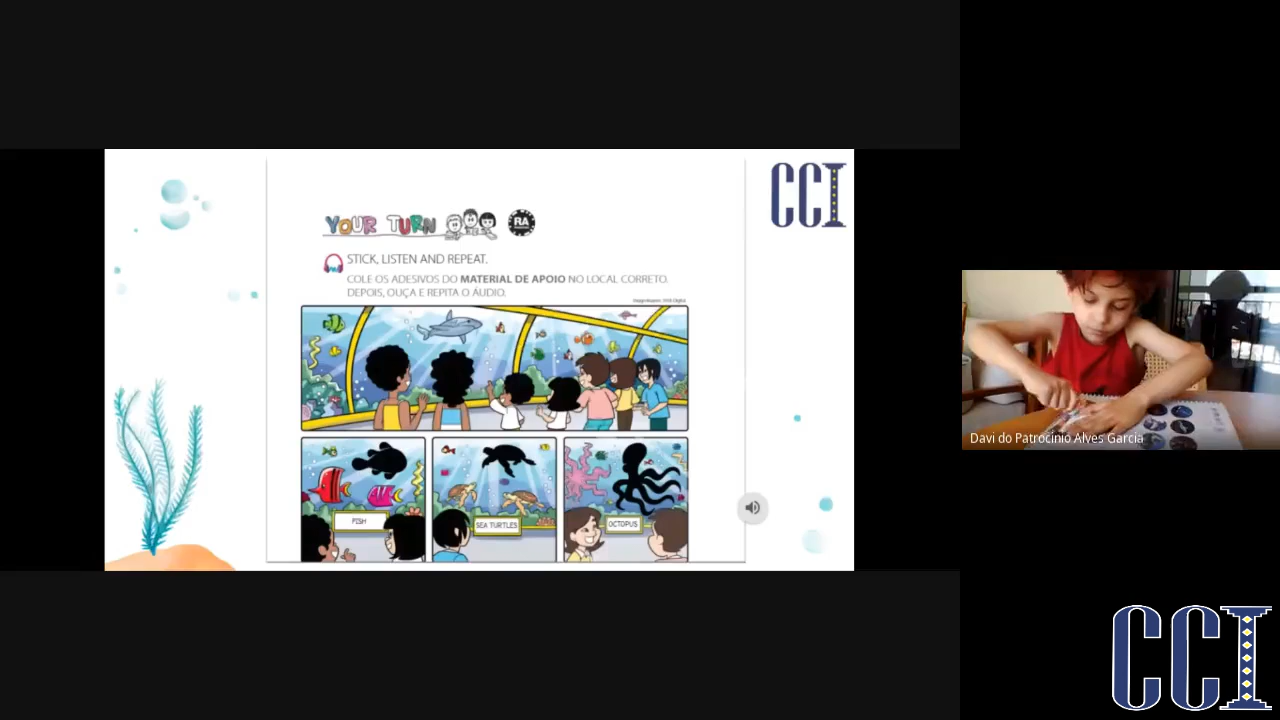 CCI
YOUR TURN
RA
STICK, LISTEN AND REPEAT.
COLE OS ADESIVOS DO MATERIAL DE APOIO NO LOCAL CORRETO.
DEPOIS, OUÇA E REPITA O ÁUDIO.
FISH
SEA TURTLES
OCTOPUS
Davi do Patrocinio Alves Garcia
CCI